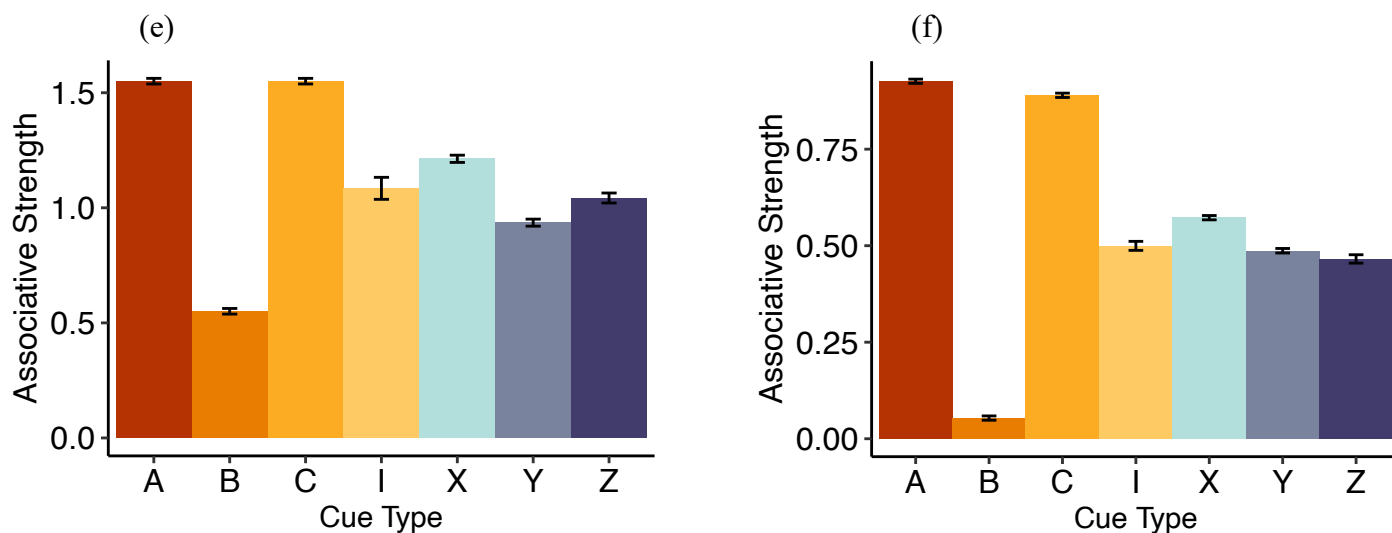 (e)
Associative Strength
1.5
1.0
0.5
0.0
A B C I X Y Z
Cue Type
(f)
Associative Strength
0.75
0.50
0.25
0.00
A B C I X Y Z
Cue Type